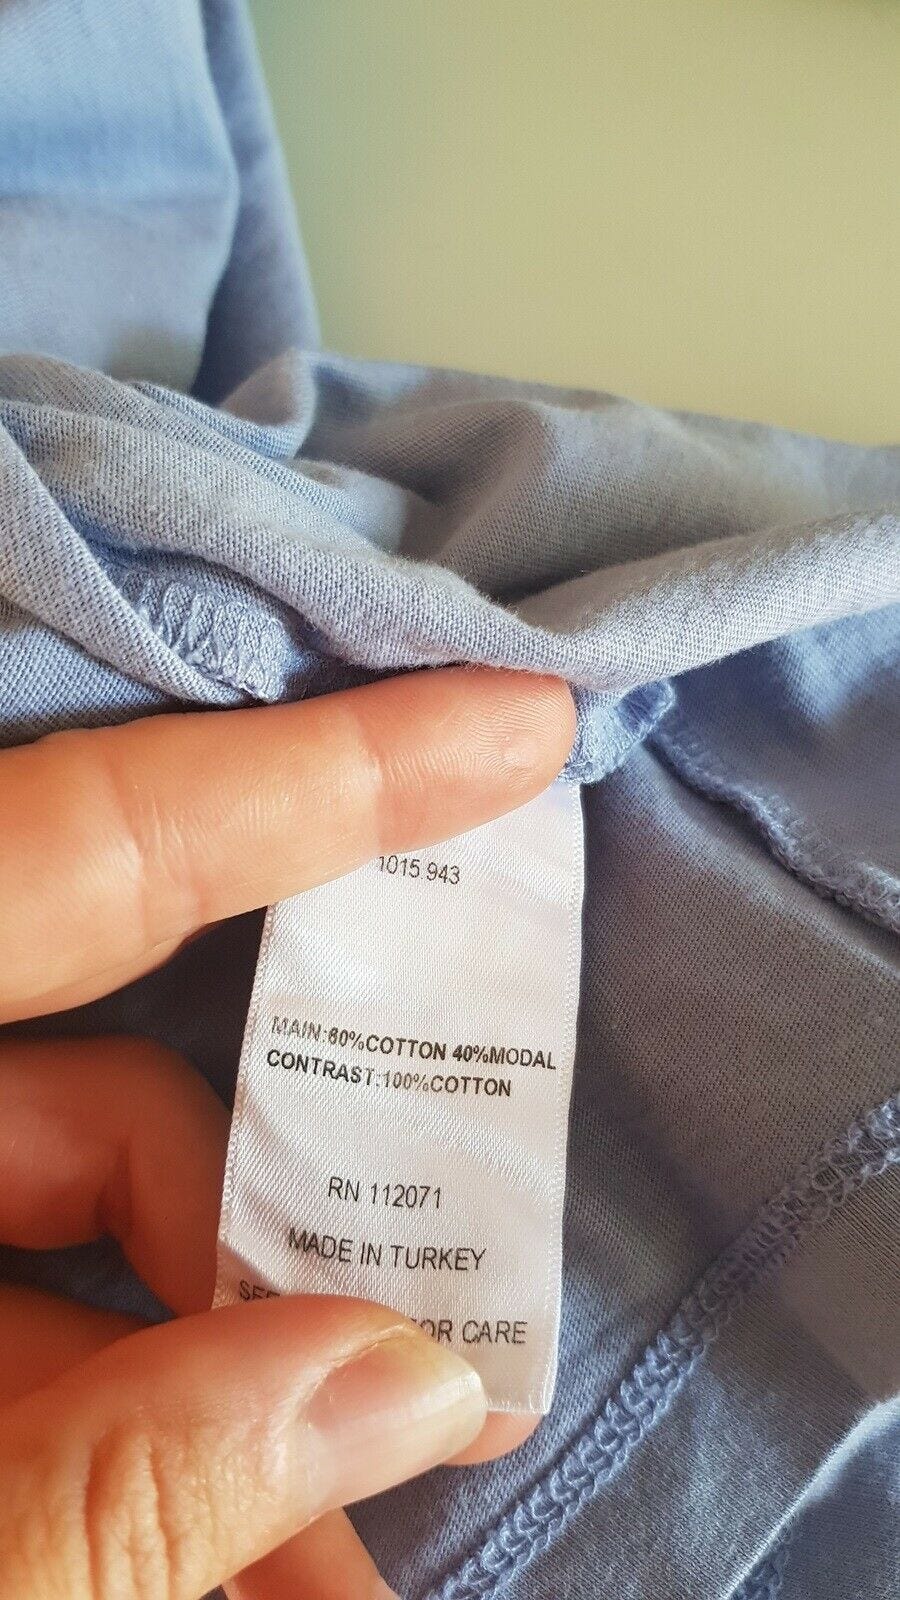 1015 943
MAIN:60%COTTON 40%MODAL
CONTRAST:100%COTTON
RN 112071
MADE IN TURKEY
CARE